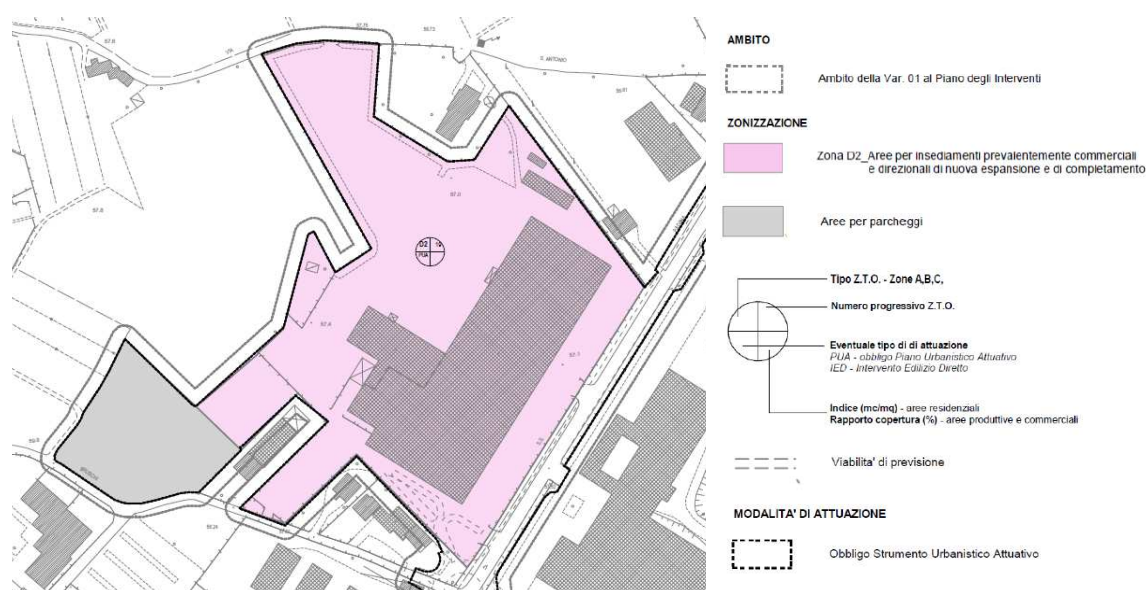 VIA
S. ANTONIO
D2 19
PUA
AMBITO
Ambito della Var. 01 al Piano degli Interventi
ZONIZZAZIONE
Zona D2_Aree per insediamenti prevalentemente commerciali
e direzionali di nuova espansione e di completamento
Aree per parcheggi
Tipo Z.T.O. - Zone A,B,C,
Numero progressivo Z.T.O.
Eventuale tipo di di attuazione
PUA - obbligo Piano Urbanistico Attuativo
IED - Intervento Edilizio Diretto
Indice (mc/mq) - aree residenziali
Rapporto copertura (%) - aree produttive e commerciali
Viabilita' di previsione
MODALITA' DI ATTUAZIONE
Obbligo Strumento Urbanistico Attuativo